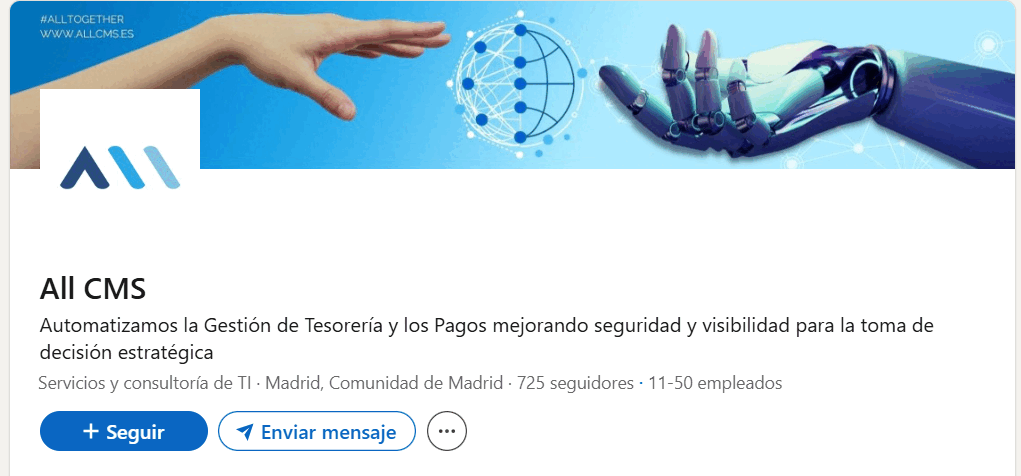 #ALLTOGETHER
WWW.ALLCMS.ES
All CMS
Automatizamos la Gestión de Tesorería y los Pagos mejorando seguridad y visibilidad para la toma de
decisión estratégica
Servicios y consultoría de TI · Madrid, Comunidad de Madrid · 725 seguidores · 11-50 empleados
+ Seguir
Enviar mensaje